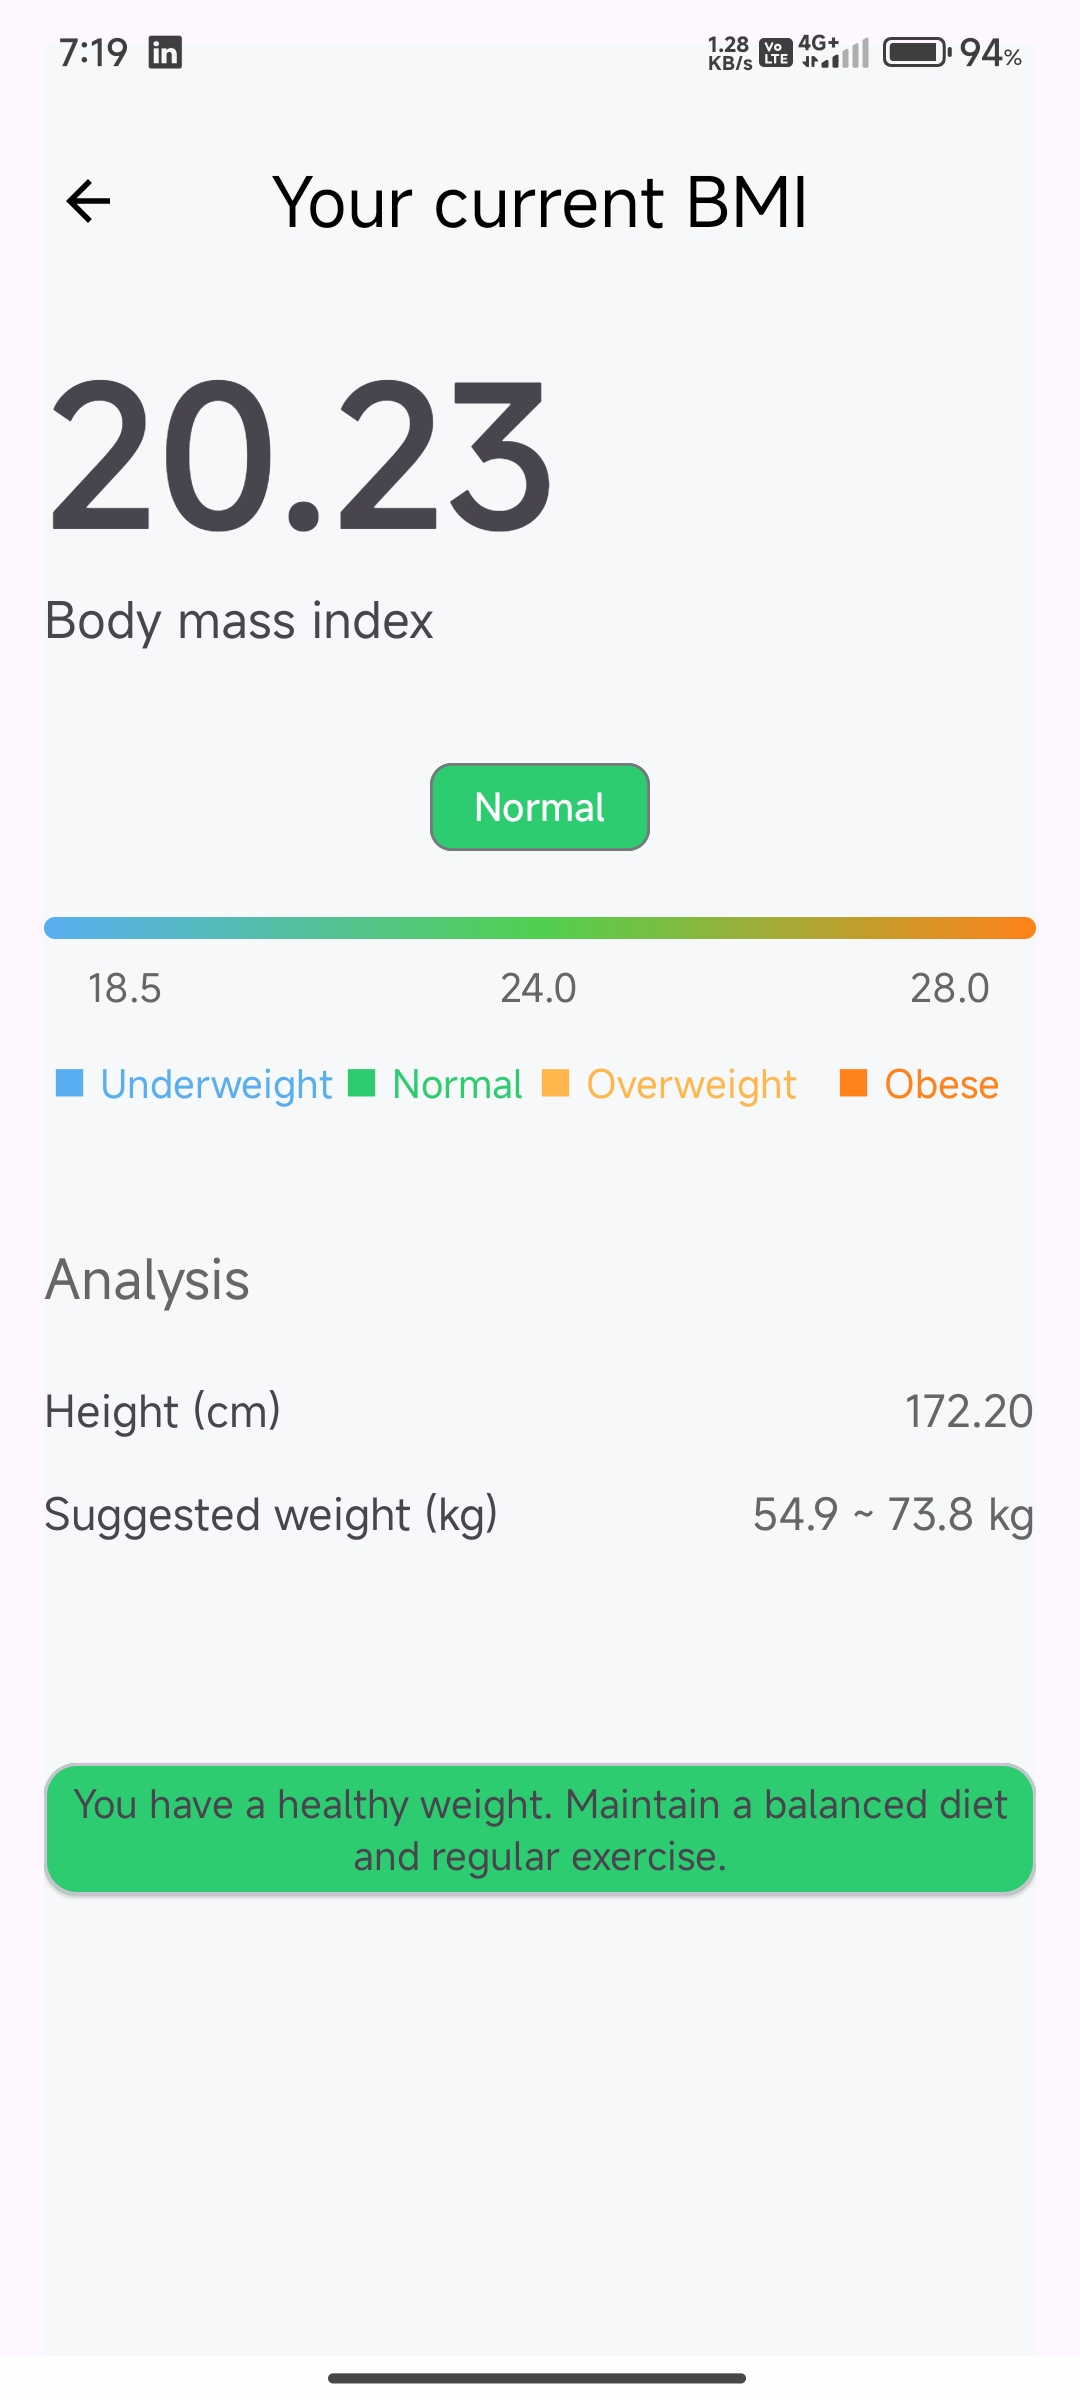 7:19 in 1.28 KB/s Vo LTE 4G+ 94%
Your current BMI
20.23
Body mass index
Normal
18.5 24.0 28.0
Underweight Normal Overweight Obese
Analysis
Height (cm) 172.20
Suggested weight (kg) 54.9 ~ 73.8 kg
You have a healthy weight. Maintain a balanced diet
and regular exercise.